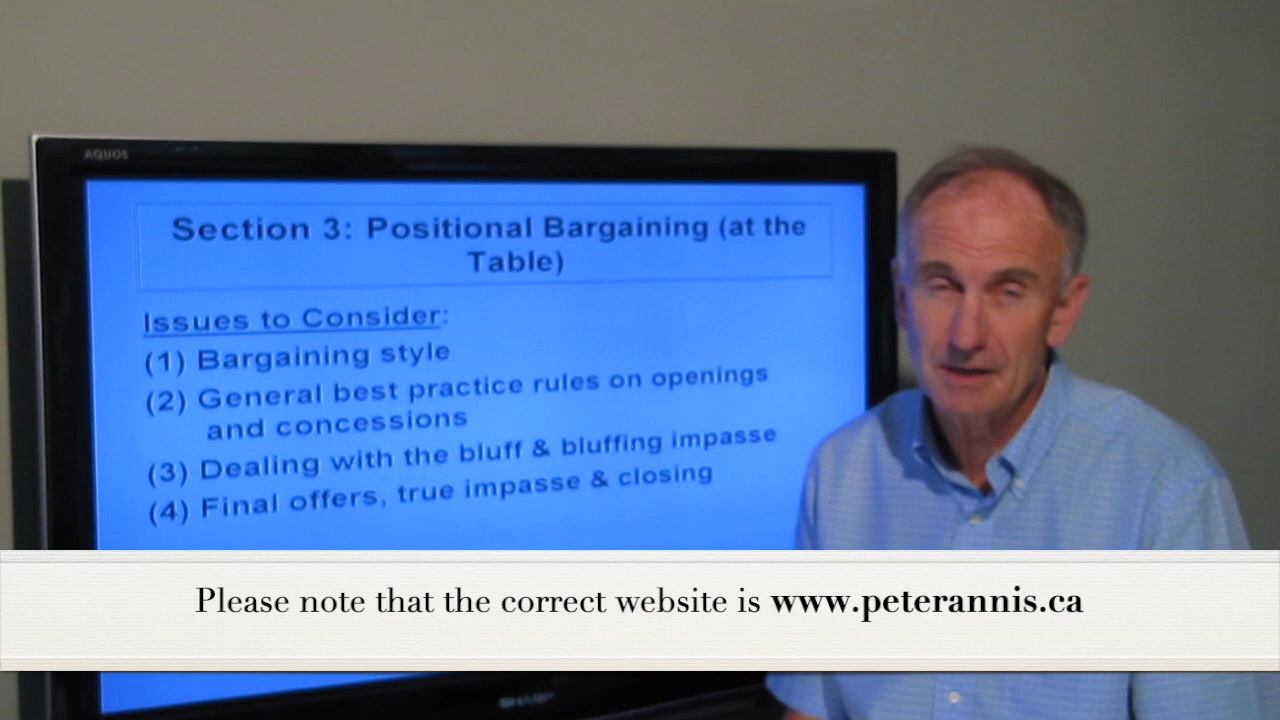 AQUOS
Section 3: Positional Bargaining (at the
Table)
Issues to Consider:
(1) Bargaining style
(2) General best practice rules on openings
and concessions
(3) Dealing with the bluff & bluffing impasse
(4) Final offers, true impasse & closing
Please note that the correct website is www.peterannis.ca
SHARP